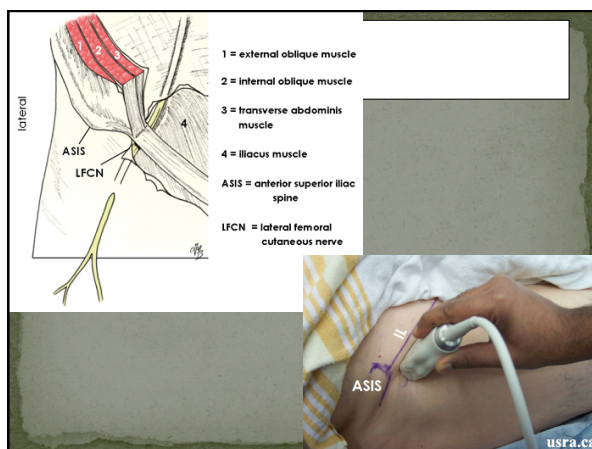 lateral
1
2
3
4
ASIS
LFCN
1 = external oblique muscle
2 = internal oblique muscle
3 = transverse abdominis
muscle
4 = iliacus muscle
ASIS = anterior superior iliac
spine
LFCN = lateral femoral
cutaneous nerve
IL
ASIS
usra.ca